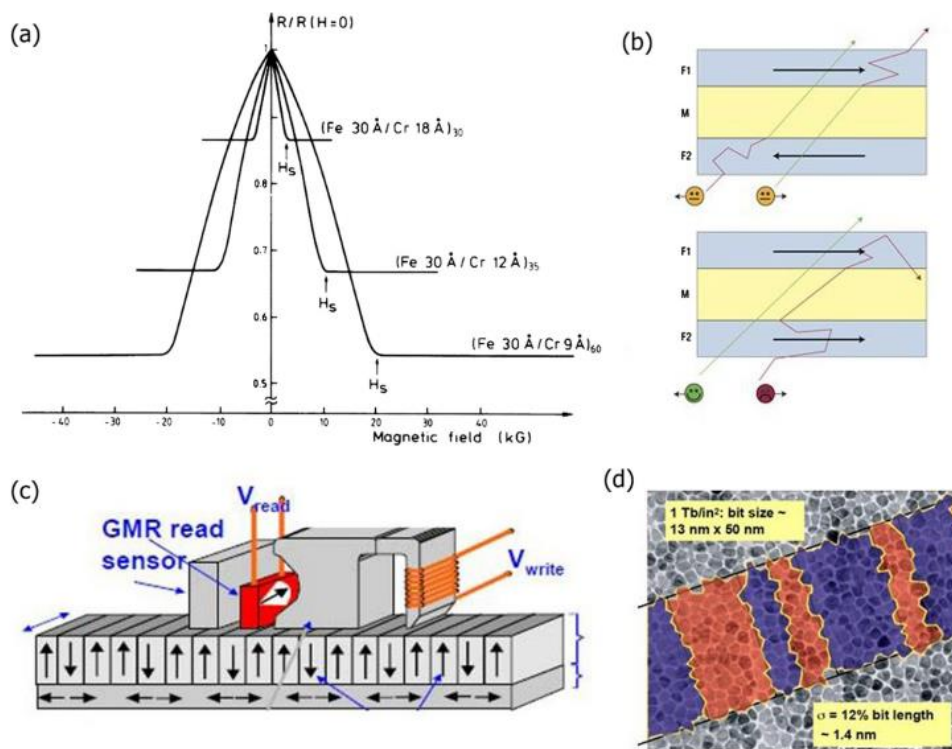 (a)
R/R(H=0)
1
(Fe 30 Å/Cr 18 Å)30
Hs
0.8
0.7
(Fe 30 Å/Cr 12 Å)35
Hs
0.6
(Fe 30 Å/Cr 9 Å)60
0.5
Hs
-40 -30 -20 -10 0 10 20 30 40
Magnetic field (kG)
(b)
F1
M
F2
F1
M
F2
(c)
Vread
GMR read
sensor
Vwrite
(d)
1 Tb/in²: bit size ~
13 nm x 50 nm
σ = 12% bit length
~ 1.4 nm